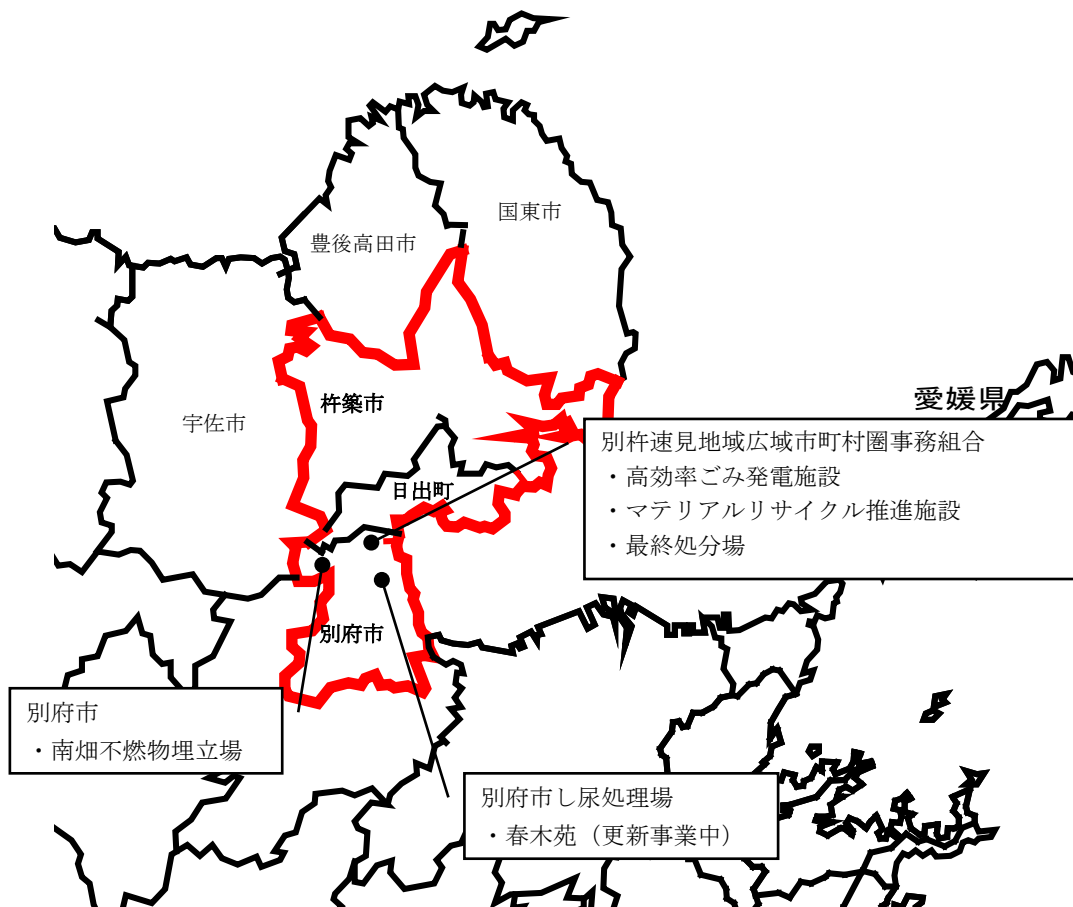 国東市
豊後高田市
愛媛県
杵築市
宇佐市
別杵速見地域広域市町村圏事務組合
・高効率ごみ発電施設
・マテリアルリサイクル推進施設
・最終処分場
日出町
別府市
別府市
・南畑不燃物埋立場
別府市し尿処理場
・春木苑（更新事業中）